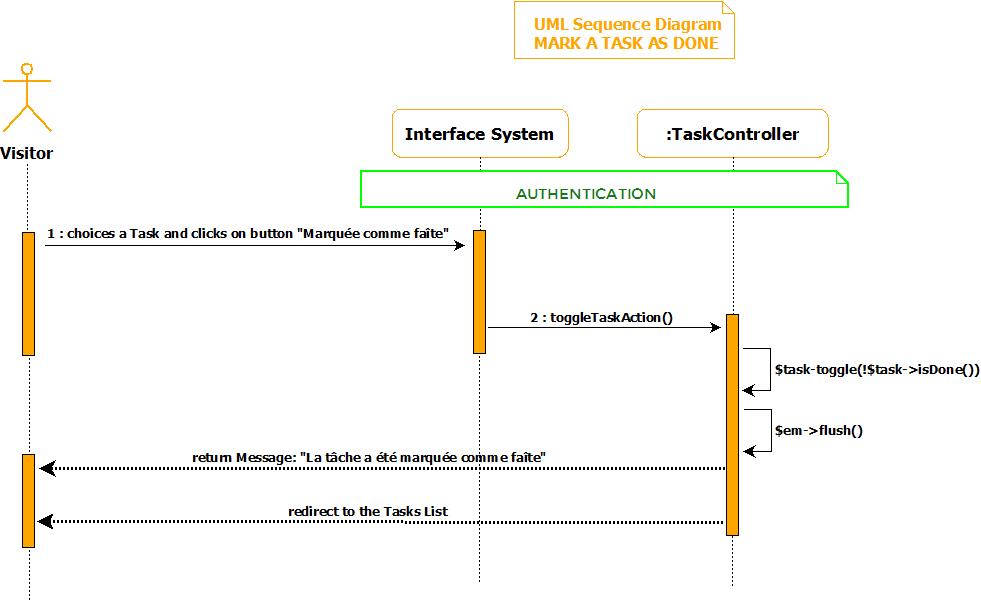 UML Sequence Diagram
MARK A TASK AS DONE
Visitor
Interface System
:TaskController
AUTHENTICATION
1 : choices a Task and clicks on button "Marquée comme faîte"
2 : toggleTaskAction()
$task-toggle(!$task->isDone())
$em->flush()
return Message: "La tâche a été marquée comme faîte"
redirect to the Tasks List